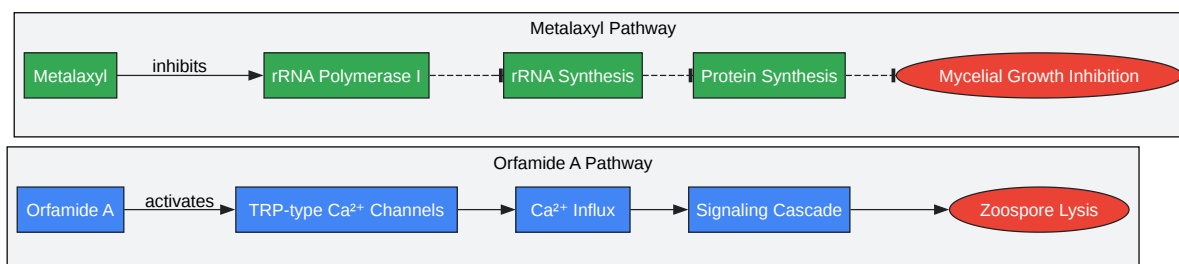 Metalaxyl Pathway
Metalaxyl
inhibits
rRNA Polymerase I
rRNA Synthesis
Protein Synthesis
Mycelial Growth Inhibition
Orfamide A Pathway
Orfamide A
activates
TRP-type Ca²⁺ Channels
Ca²⁺ Influx
Signaling Cascade
Zoospore Lysis